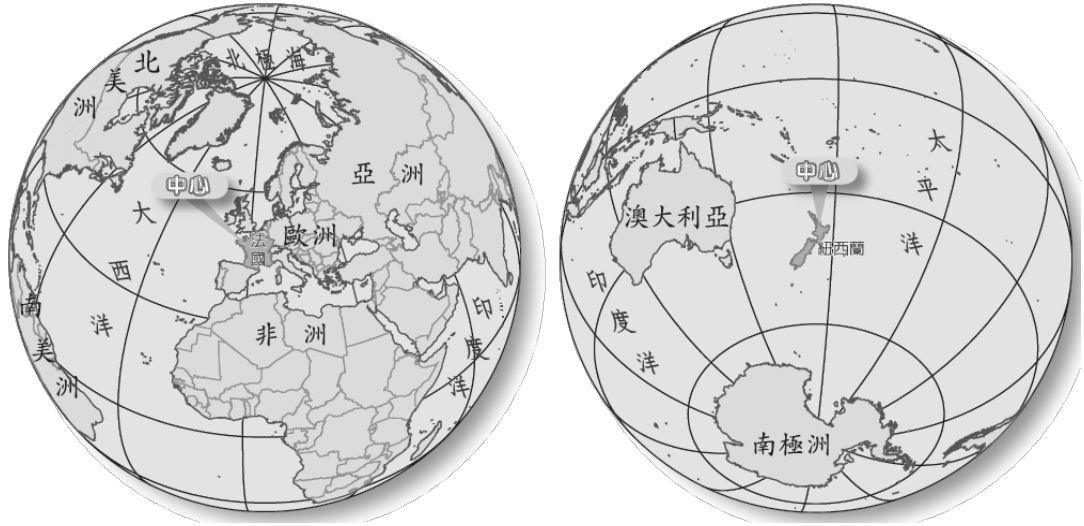 北美洲
北極海
中心
亞洲
大西洋
法國
歐洲
非洲
印度洋
南美洲
太平洋
中心
澳大利亞
紐西蘭
印度洋
南極洲